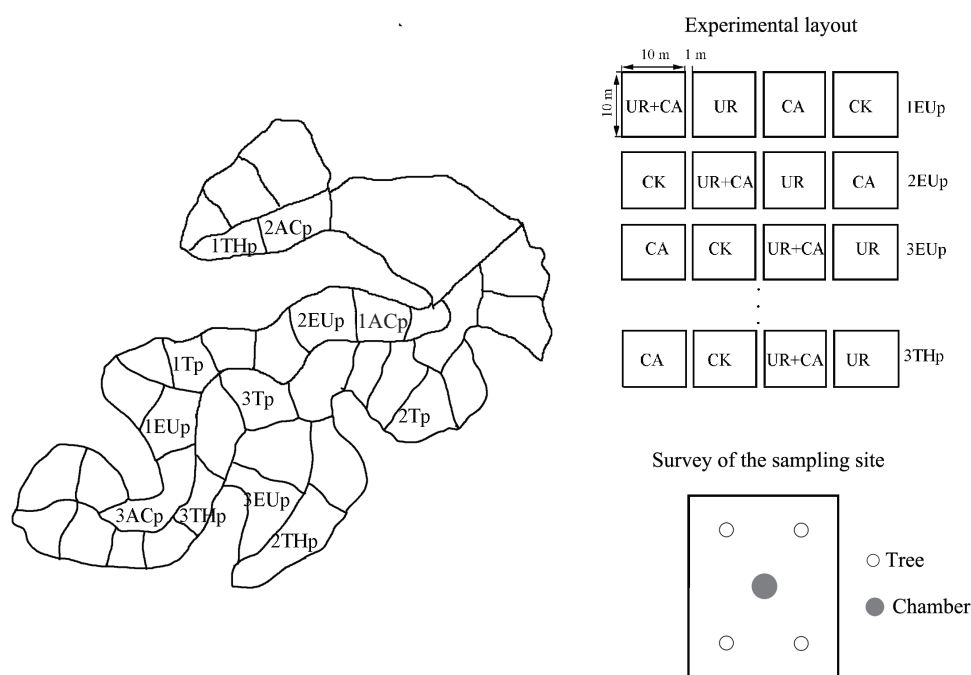 Experimental layout
10 m
1 m
10 m
UR+CA UR CA CK 1EUp
CK UR+CA UR CA 2EUp
CA CK UR+CA UR 3EUp
CA CK UR+CA UR 3THp
2ACp
1THp
2EUp 1ACp
1Tp
3Tp
2Tp
1EUp
3EUp
3ACp 3THp
2THp
Survey of the sampling site
Tree
Chamber